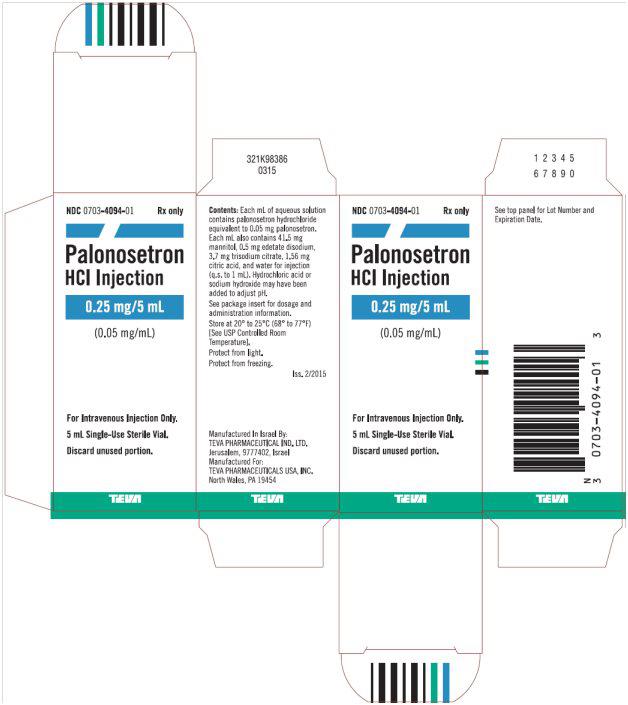 321K98386
0315
1 2 3 4 5
6 7 8 9 0
NDC 0703-4094-01 Rx only
Palonosetron
HCl Injection
0.25 mg/5 mL
(0.05 mg/mL)
For Intravenous Injection Only.
5 mL Single-Use Sterile Vial.
Discard unused portion.
TEVA
Contents: Each mL of aqueous solution
contains palonosetron hydrochloride
equivalent to 0.05 mg palonosetron.
Each mL also contains 41.5 mg
mannitol, 0.5 mg edetate disodium,
3.7 mg trisodium citrate, 1.56 mg
citric acid, and water for injection
(q.s. to 1 mL). Hydrochloric acid or
sodium hydroxide may have been
added to adjust pH.
See package insert for dosage and
administration information.
Store at 20° to 25°C (68° to 77°F)
[See USP Controlled Room
Temperature].
Protect from light.
Protect from freezing.
Iss. 2/2015
Manufactured In Israel By:
TEVA PHARMACEUTICAL IND. LTD.
Jerusalem, 9777402, Israel
Manufactured For:
TEVA PHARMACEUTICALS USA, INC.
North Wales, PA 19454
TEVA
NDC 0703-4094-01 Rx only
Palonosetron
HCl Injection
0.25 mg/5 mL
(0.05 mg/mL)
For Intravenous Injection Only.
5 mL Single-Use Sterile Vial.
Discard unused portion.
TEVA
See top panel for Lot Number and
Expiration Date.
N
3 0703-4094-01 3
TEVA